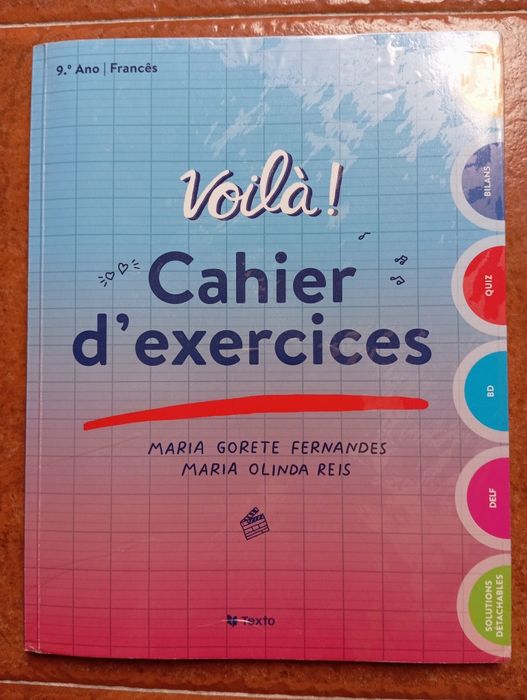 9.º Ano | Francês
Voilà!
Cahier
d'exercices
MARIA GORETE FERNANDES
MARIA OLINDA REIS
Texto
BILANS
QUIZ
BD
DELF
SOLUTIONS
DÉTACHABLES